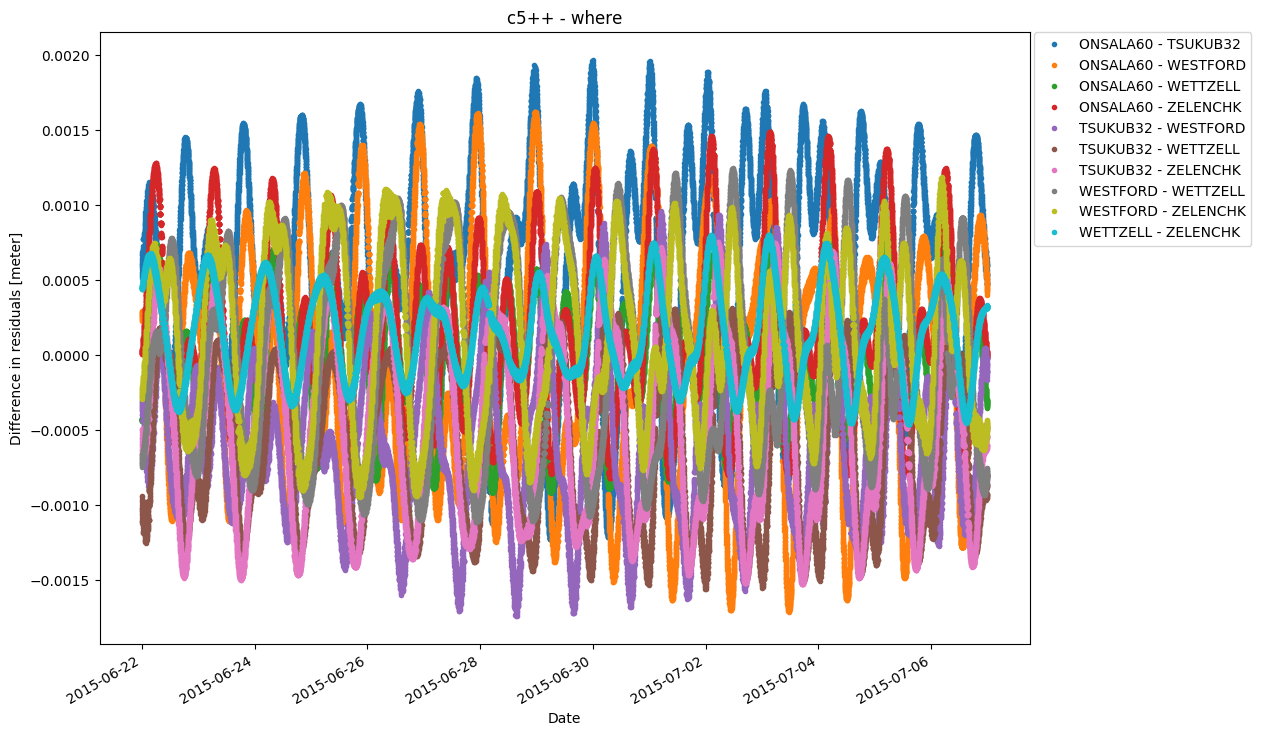 c5++ - where
0.0020
0.0015
0.0010
0.0005
0.0000
−0.0005
−0.0010
−0.0015
Difference in residuals [meter]
2015-06-22
2015-06-24
2015-06-26
2015-06-28
2015-06-30
2015-07-02
2015-07-04
2015-07-06
Date
ONSALA60 - TSUKUB32
ONSALA60 - WESTFORD
ONSALA60 - WETTZELL
ONSALA60 - ZELENCHK
TSUKUB32 - WESTFORD
TSUKUB32 - WETTZELL
TSUKUB32 - ZELENCHK
WESTFORD - WETTZELL
WESTFORD - ZELENCHK
WETTZELL - ZELENCHK